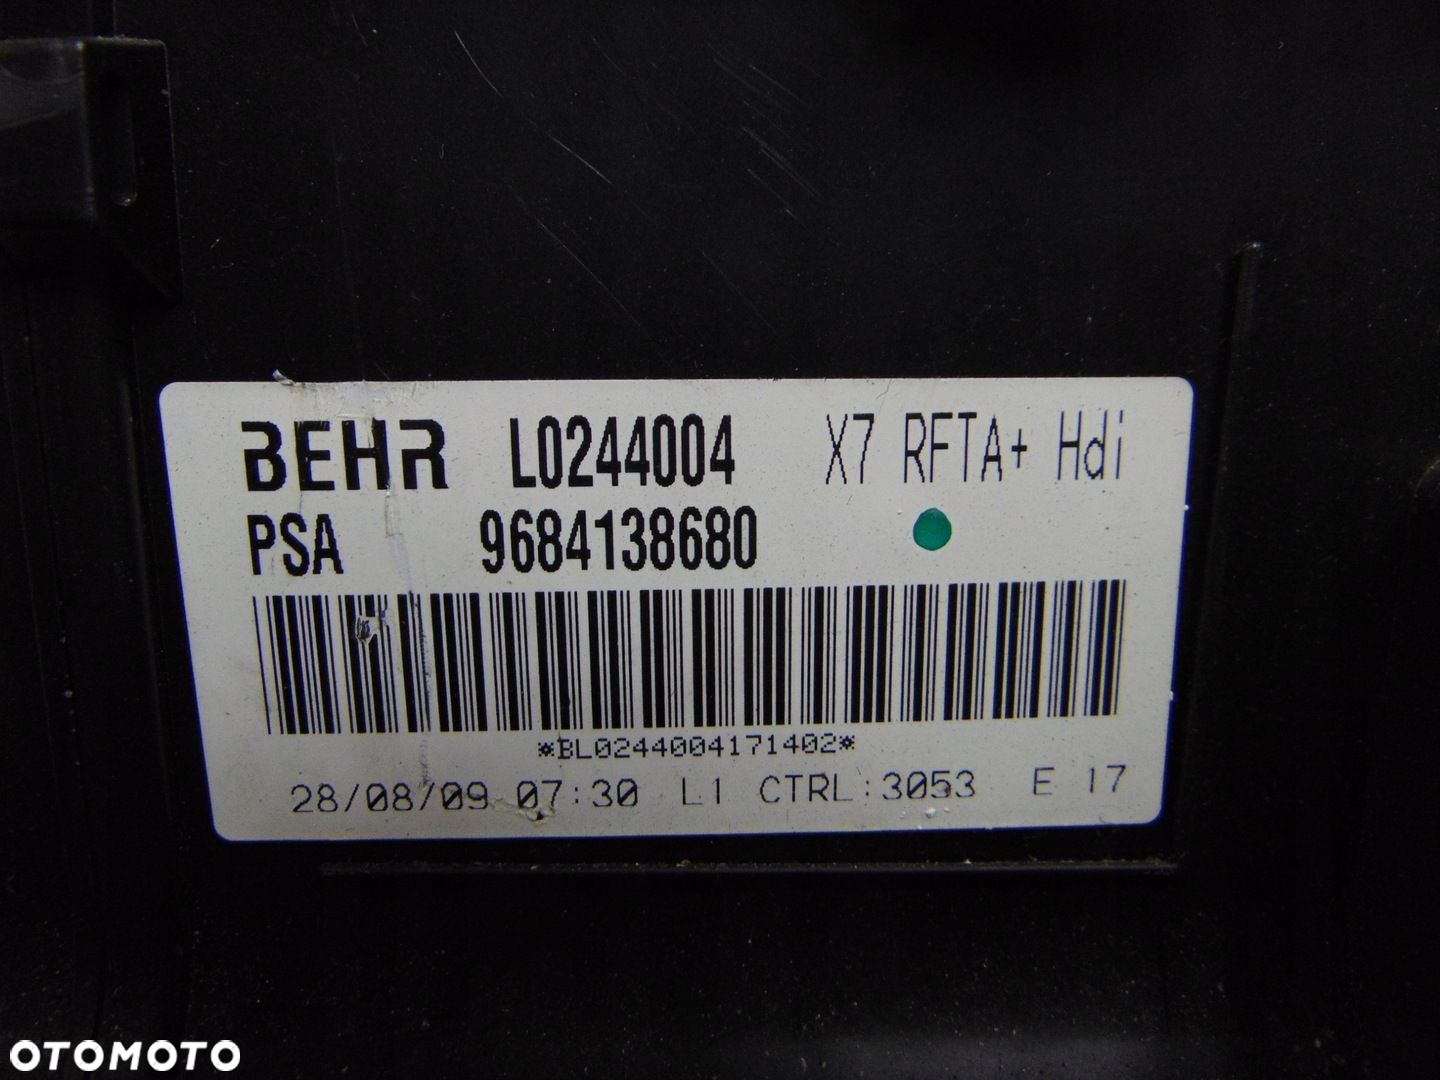 BEHR L0244004 X7 RFTA+ Hdi
PSA 9684138680
*BL0244004171402*
28/08/09 07:30 L1 CTRL:3053 E 17
OTOMOTO